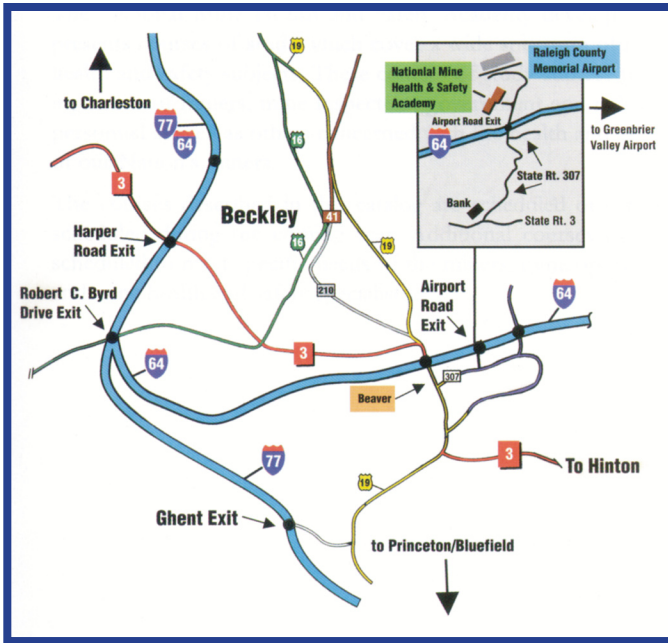 19
Raleigh County
Memorial Airport
Nationlal Mine
Health & Safety
Academy
to Charleston
77
64
16
Airport Road Exit
to Greenbrier
Valley Airport
64
3
State Rt. 307
Beckley
41
Bank
State Rt. 3
Harper
Road Exit
16
19
210
Airport
Road
Exit
Robert C. Byrd
Drive Exit
64
3
64
307
Beaver
77
3
To Hinton
19
Ghent Exit
to Princeton/Bluefield